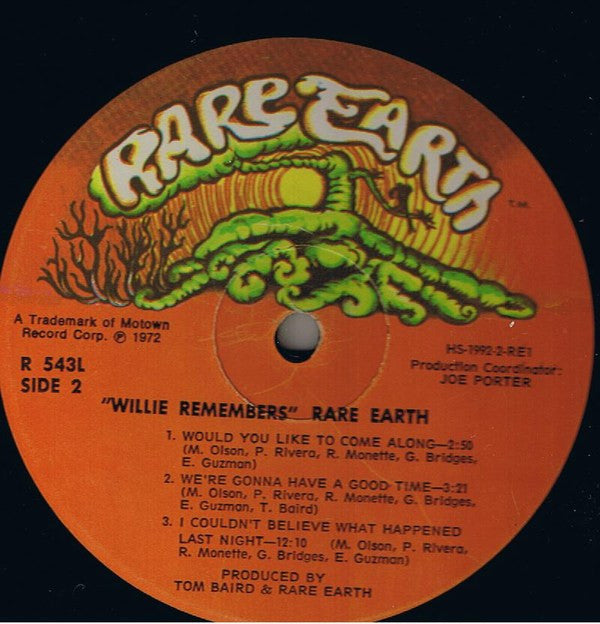 RARE EARTH
T.M.
A Trademark of Motown
Record Corp. ℗ 1972
R 543L
SIDE 2
HS-1992-2-RE1
Production Coordinator:
JOE PORTER
"WILLIE REMEMBERS" RARE EARTH
1. WOULD YOU LIKE TO COME ALONG—2:50
(M. Olson, P. Rivera, R. Monette, G. Bridges,
E. Guzman)
2. WE'RE GONNA HAVE A GOOD TIME—3:21
(M. Olson, P. Rivera, R. Monette, G. Bridges,
E. Guzman, T. Baird)
3. I COULDN'T BELIEVE WHAT HAPPENED
LAST NIGHT—12:10 (M. Olson, P. Rivera,
R. Monette, G. Bridges, E. Guzman)
PRODUCED BY
TOM BAIRD & RARE EARTH